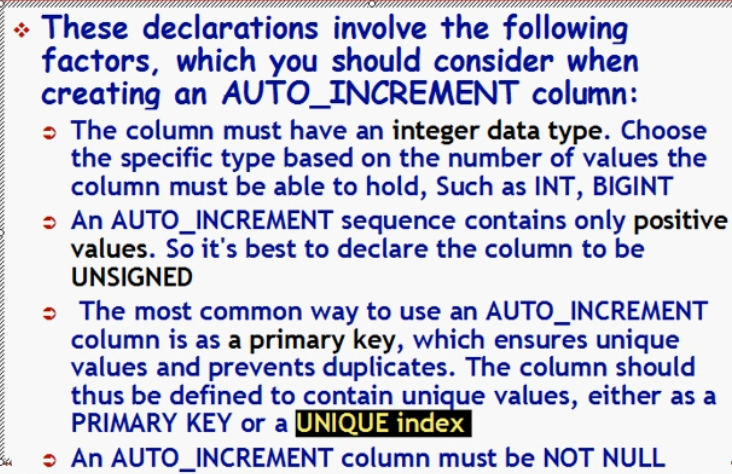 These declarations involve the following
factors, which you should consider when
creating an AUTO_INCREMENT column:
The column must have an integer data type. Choose
the specific type based on the number of values the
column must be able to hold, Such as INT, BIGINT
An AUTO_INCREMENT sequence contains only positive
values. So it's best to declare the column to be
UNSIGNED
The most common way to use an AUTO_INCREMENT
column is as a primary key, which ensures unique
values and prevents duplicates. The column should
thus be defined to contain unique values, either as a
PRIMARY KEY or a UNIQUE index
An AUTO_INCREMENT column must be NOT NULL